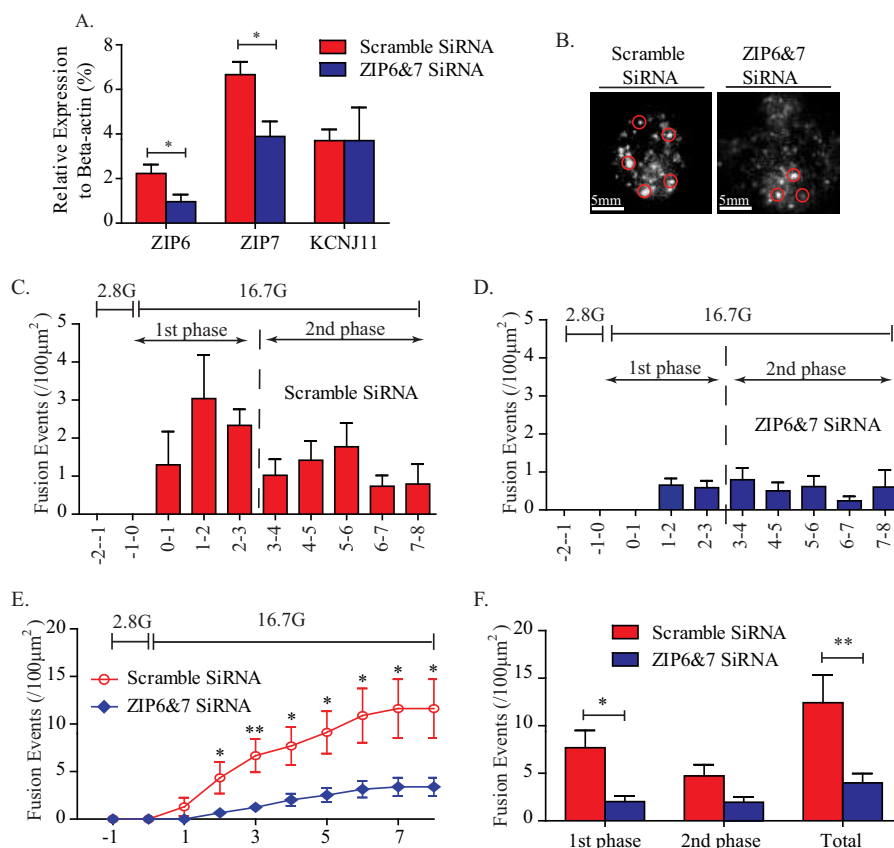 A.
Relative Expression
to Beta-actin (%)
8
6
4
2
0
*
*
Scramble SiRNA
ZIP6&7 SiRNA
ZIP6
ZIP7
KCNJ11
B.
Scramble
SiRNA
ZIP6&7
SiRNA
5mm
5mm
C.
2.8G
16.7G
1st phase
2nd phase
Scramble SiRNA
Fusion Events (/100μm²)
5
4
3
2
1
0
-2--1
-1-0
0-1
1-2
2-3
3-4
4-5
5-6
6-7
7-8
D.
2.8G
16.7G
1st phase
2nd phase
ZIP6&7 SiRNA
Fusion Events (/100μm²)
5
4
3
2
1
0
-2--1
-1-0
0-1
1-2
2-3
3-4
4-5
5-6
6-7
7-8
E.
2.8G
16.7G
Scramble SiRNA
ZIP6&7 SiRNA
Fusion Events (/100μm²)
20
15
10
5
0
*
**
*
*
*
*
*
-1
1
3
5
7
F.
Scramble SiRNA
ZIP6&7 SiRNA
Fusion Events (/100μm²)
20
15
10
5
0
*
**
1st phase
2nd phase
Total